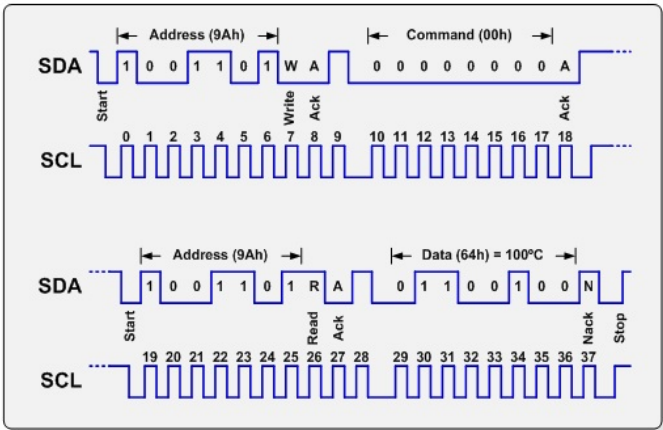 Address (9Ah) Command (00h)
SDA 1 0 0 1 1 0 1 W A 0 0 0 0 0 0 0 0 A
Start Write Ack Ack
0 1 2 3 4 5 6 7 8 9 10 11 12 13 14 15 16 17 18
SCL
Address (9Ah) Data (64h) = 100ºC
SDA 1 0 0 1 1 0 1 R A 0 1 1 0 0 1 0 0 N
Start Read Ack Nack Stop
19 20 21 22 23 24 25 26 27 28 29 30 31 32 33 34 35 36 37
SCL